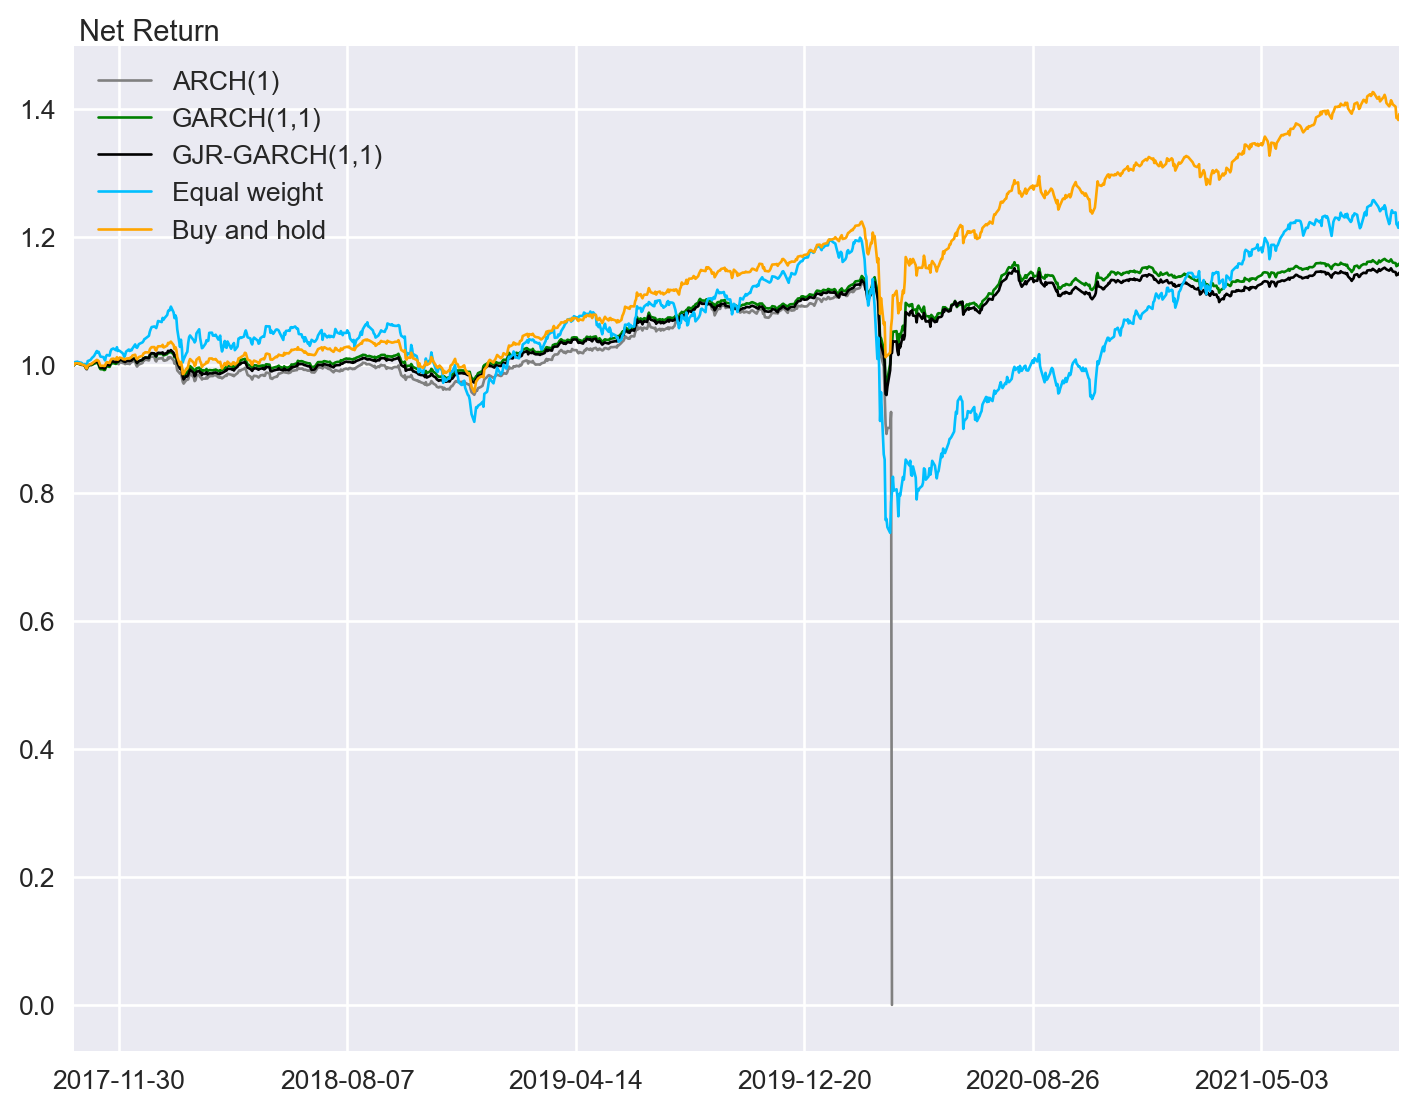 Net Return
ARCH(1)
GARCH(1,1)
GJR-GARCH(1,1)
Equal weight
Buy and hold
1.4
1.2
1.0
0.8
0.6
0.4
0.2
0.0
2017-11-30 2018-08-07 2019-04-14 2019-12-20 2020-08-26 2021-05-03